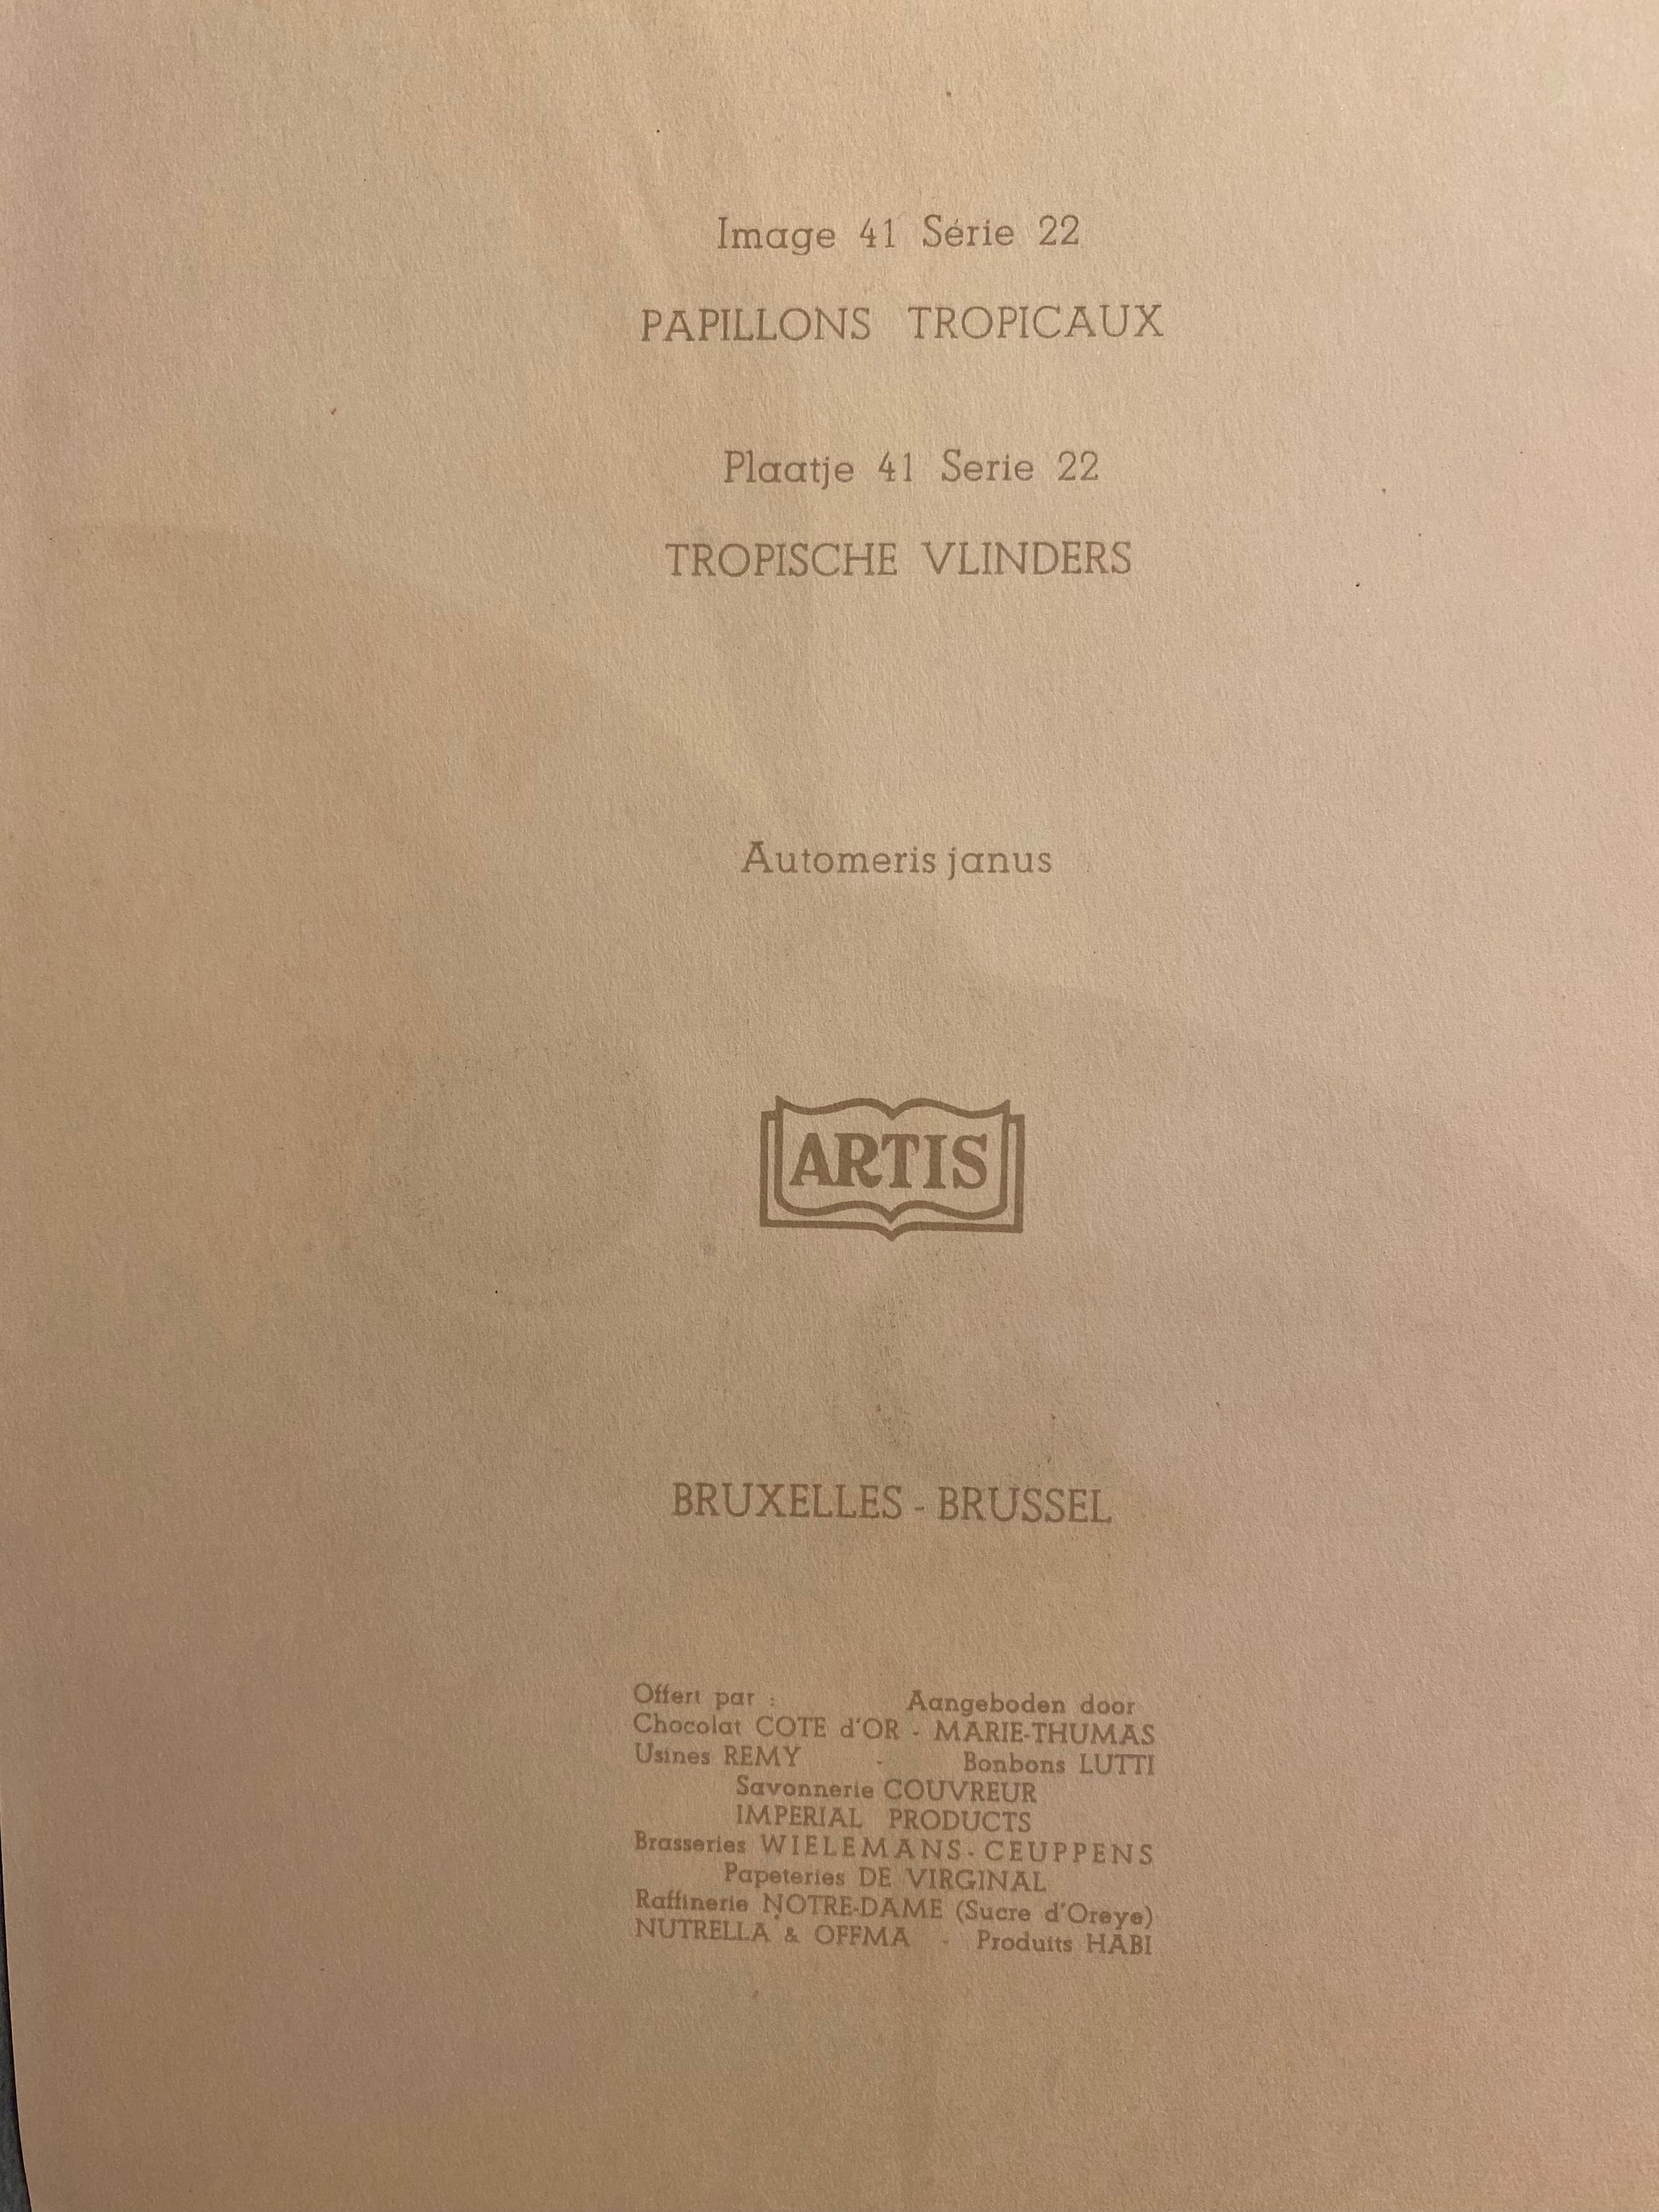 Image 41 Série 22
PAPILLONS TROPICAUX
Plaatje 41 Serie 22
TROPISCHE VLINDERS
Automeris janus
ARTIS
BRUXELLES - BRUSSEL
Offert par : Aangeboden door
Chocolat COTE d'OR - MARIE-THUMAS
Usines REMY - Bonbons LUTTI
Savonnerie COUVREUR
IMPERIAL PRODUCTS
Brasseries WIELEMANS-CEUPPENS
Papeteries DE VIRGINAL
Raffinerie NOTRE-DAME (Sucre d'Oreye)
NUTRELLA & OFFMA - Produits HABI